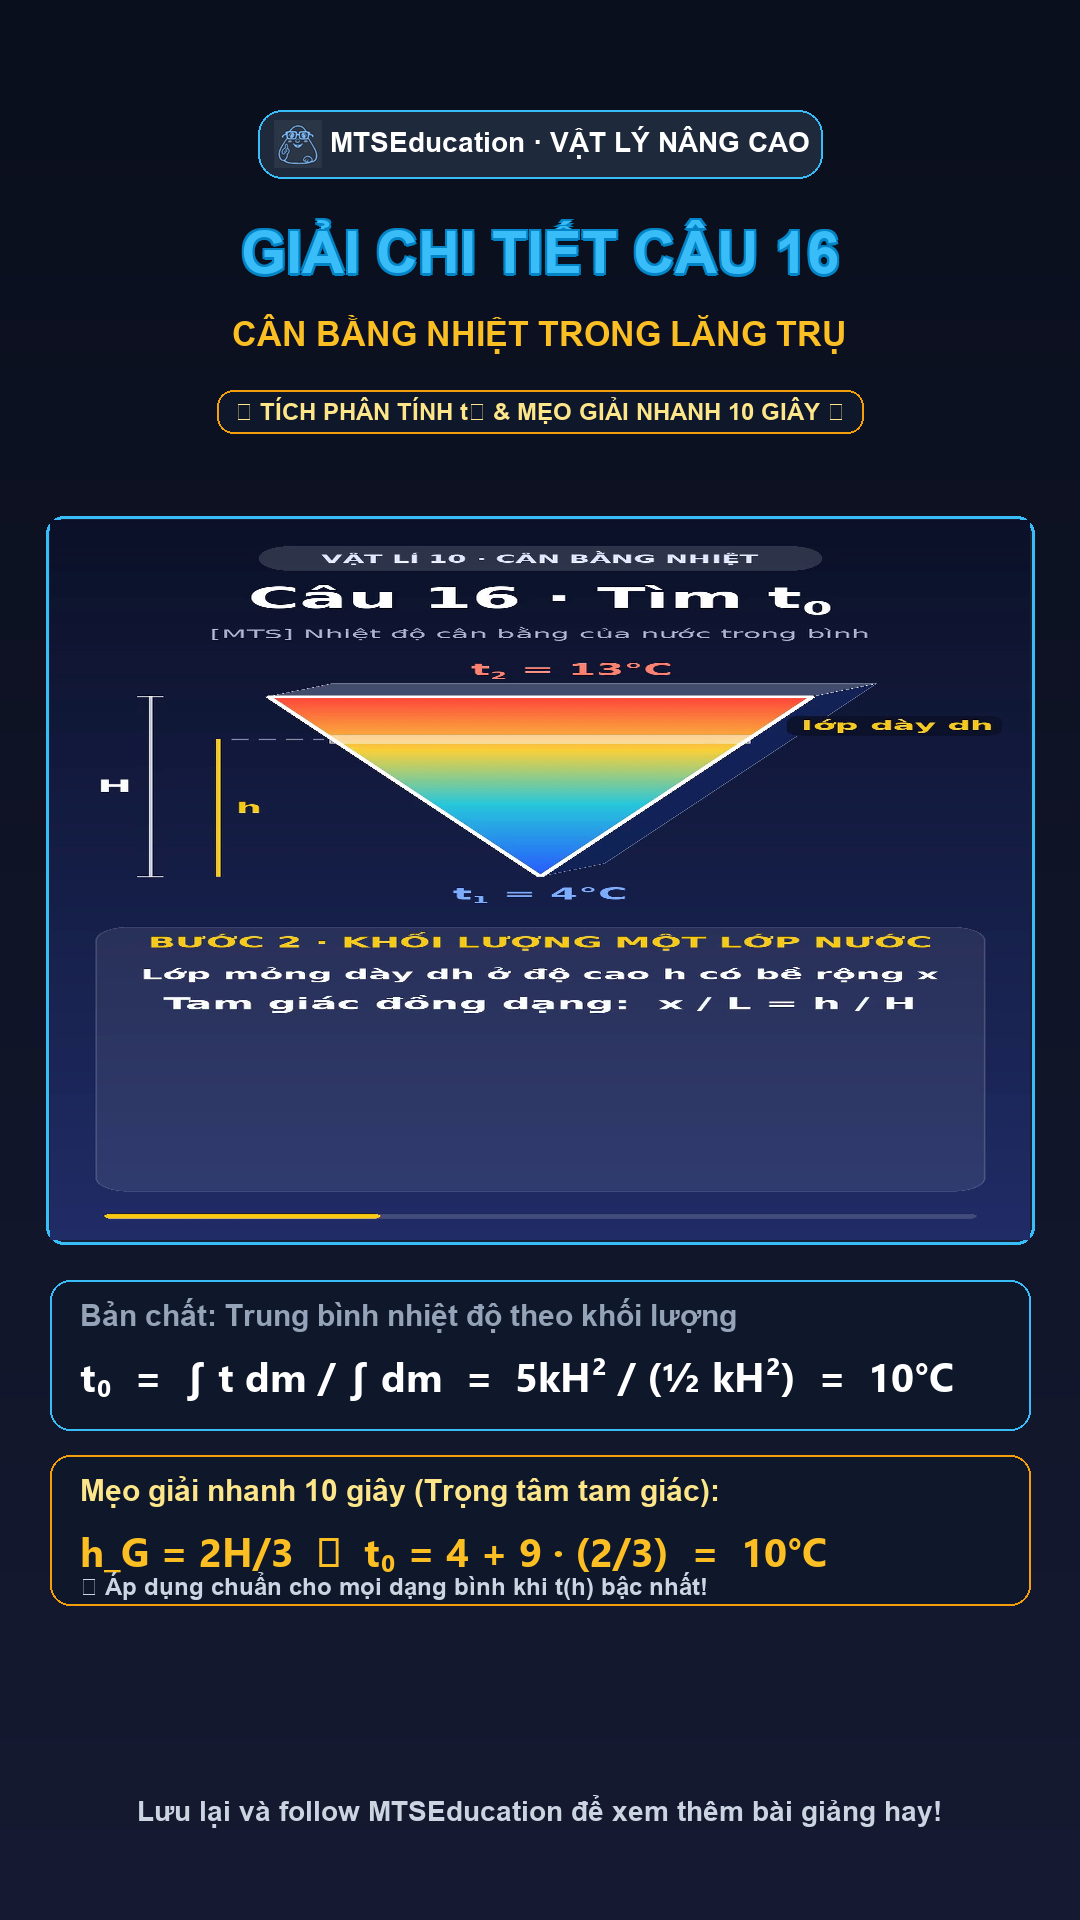 MTSEducation · VẬT LÝ NÂNG CAO
GIẢI CHI TIẾT CÂU 16
CÂN BẰNG NHIỆT TRONG LĂNG TRỤ
▯ TÍCH PHÂN TÍNH t▯ & MẸO GIẢI NHANH 10 GIÂY ▯
VẬT LÍ 10 · CÂN BẰNG NHIỆT
Câu 16 · Tìm t₀
[MTS] Nhiệt độ cân bằng của nước trong bình
t₂ = 13°C
lớp dày dh
H
h
t₁ = 4°C
BƯỚC 2 · KHỐI LƯỢNG MỘT LỚP NƯỚC
Lớp mỏng dày dh ở độ cao h có bề rộng x
Tam giác đồng dạng: x / L = h / H
Bản chất: Trung bình nhiệt độ theo khối lượng
t₀ = ∫ t dm / ∫ dm = 5kH² / (½ kH²) = 10°C
Mẹo giải nhanh 10 giây (Trọng tâm tam giác):
h_G = 2H/3 ▯ t₀ = 4 + 9 · (2/3) = 10°C
▯ Áp dụng chuẩn cho mọi dạng bình khi t(h) bậc nhất!
Lưu lại và follow MTSEducation để xem thêm bài giảng hay!